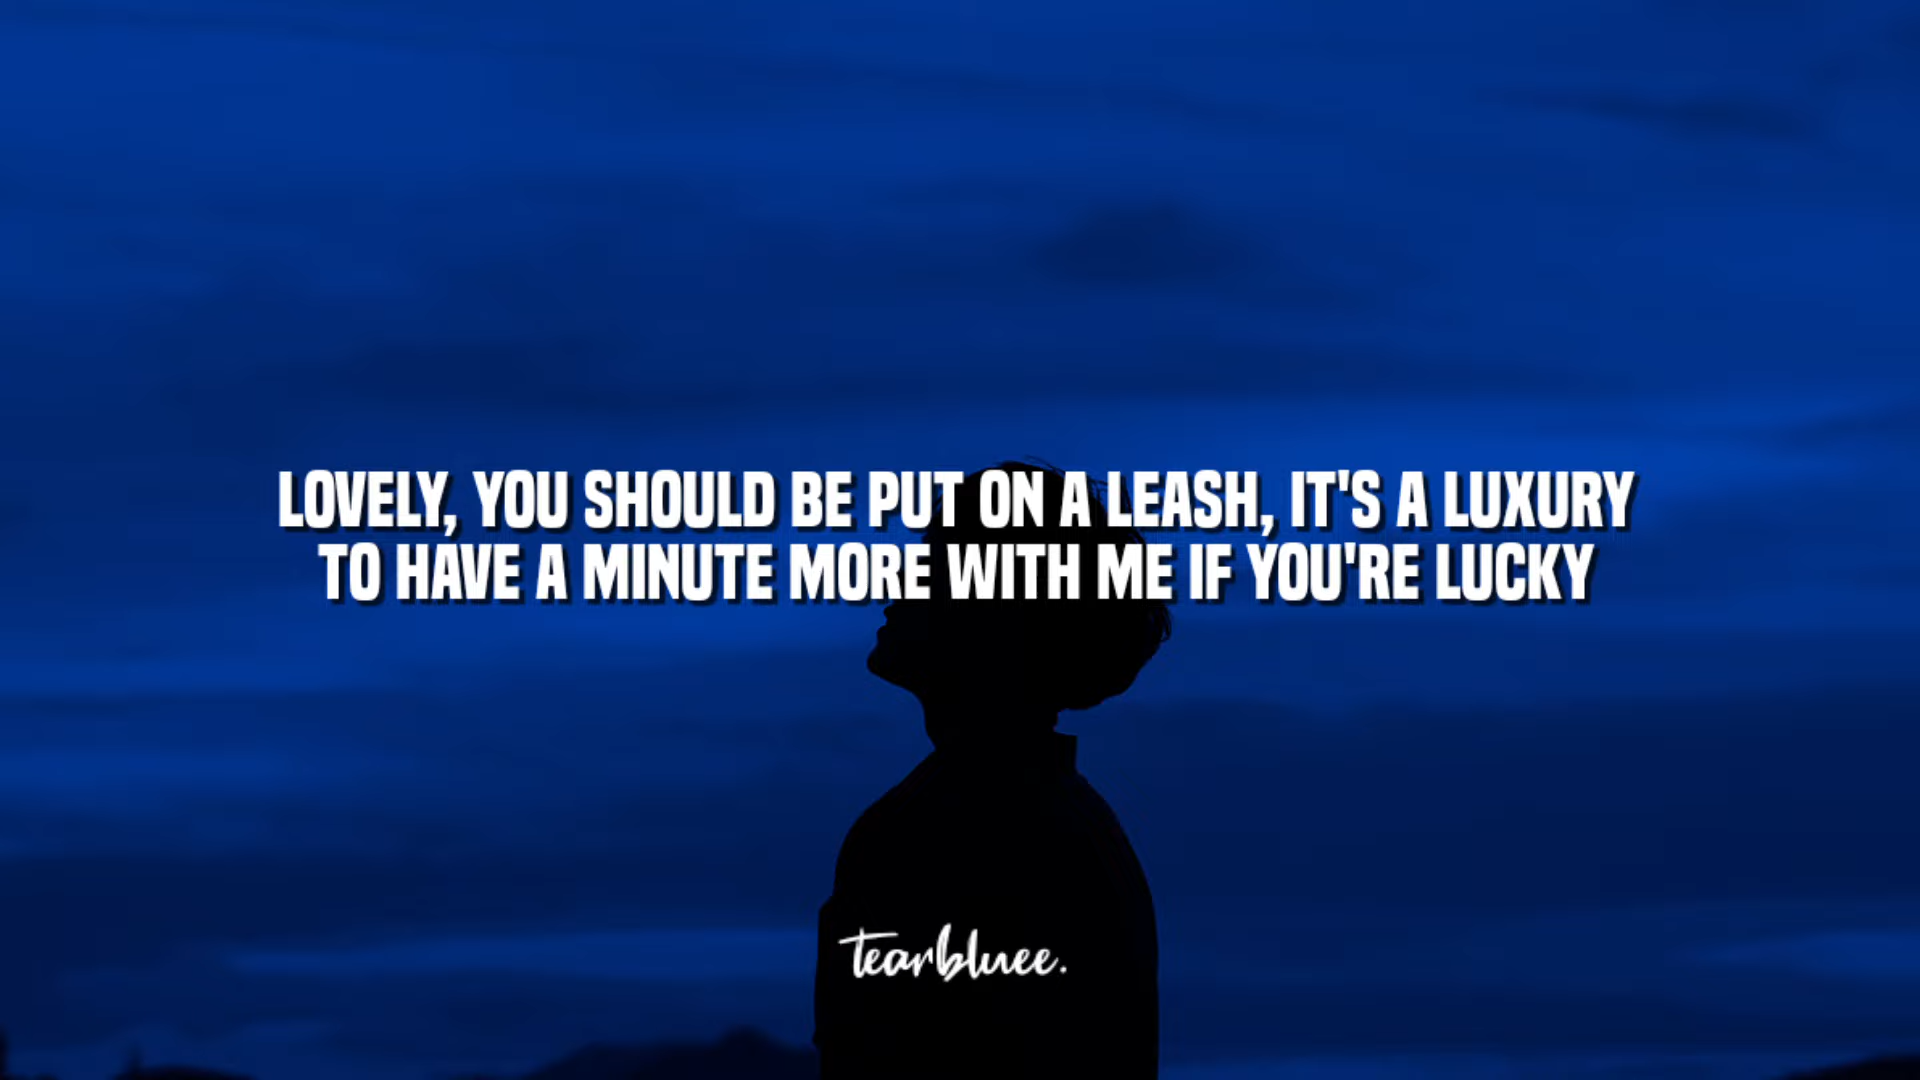 LOVELY, YOU SHOULD BE PUT ON A LEASH, IT'S A LUXURY
TO HAVE A MINUTE MORE WITH ME IF YOU'RE LUCKY
tearbluee.